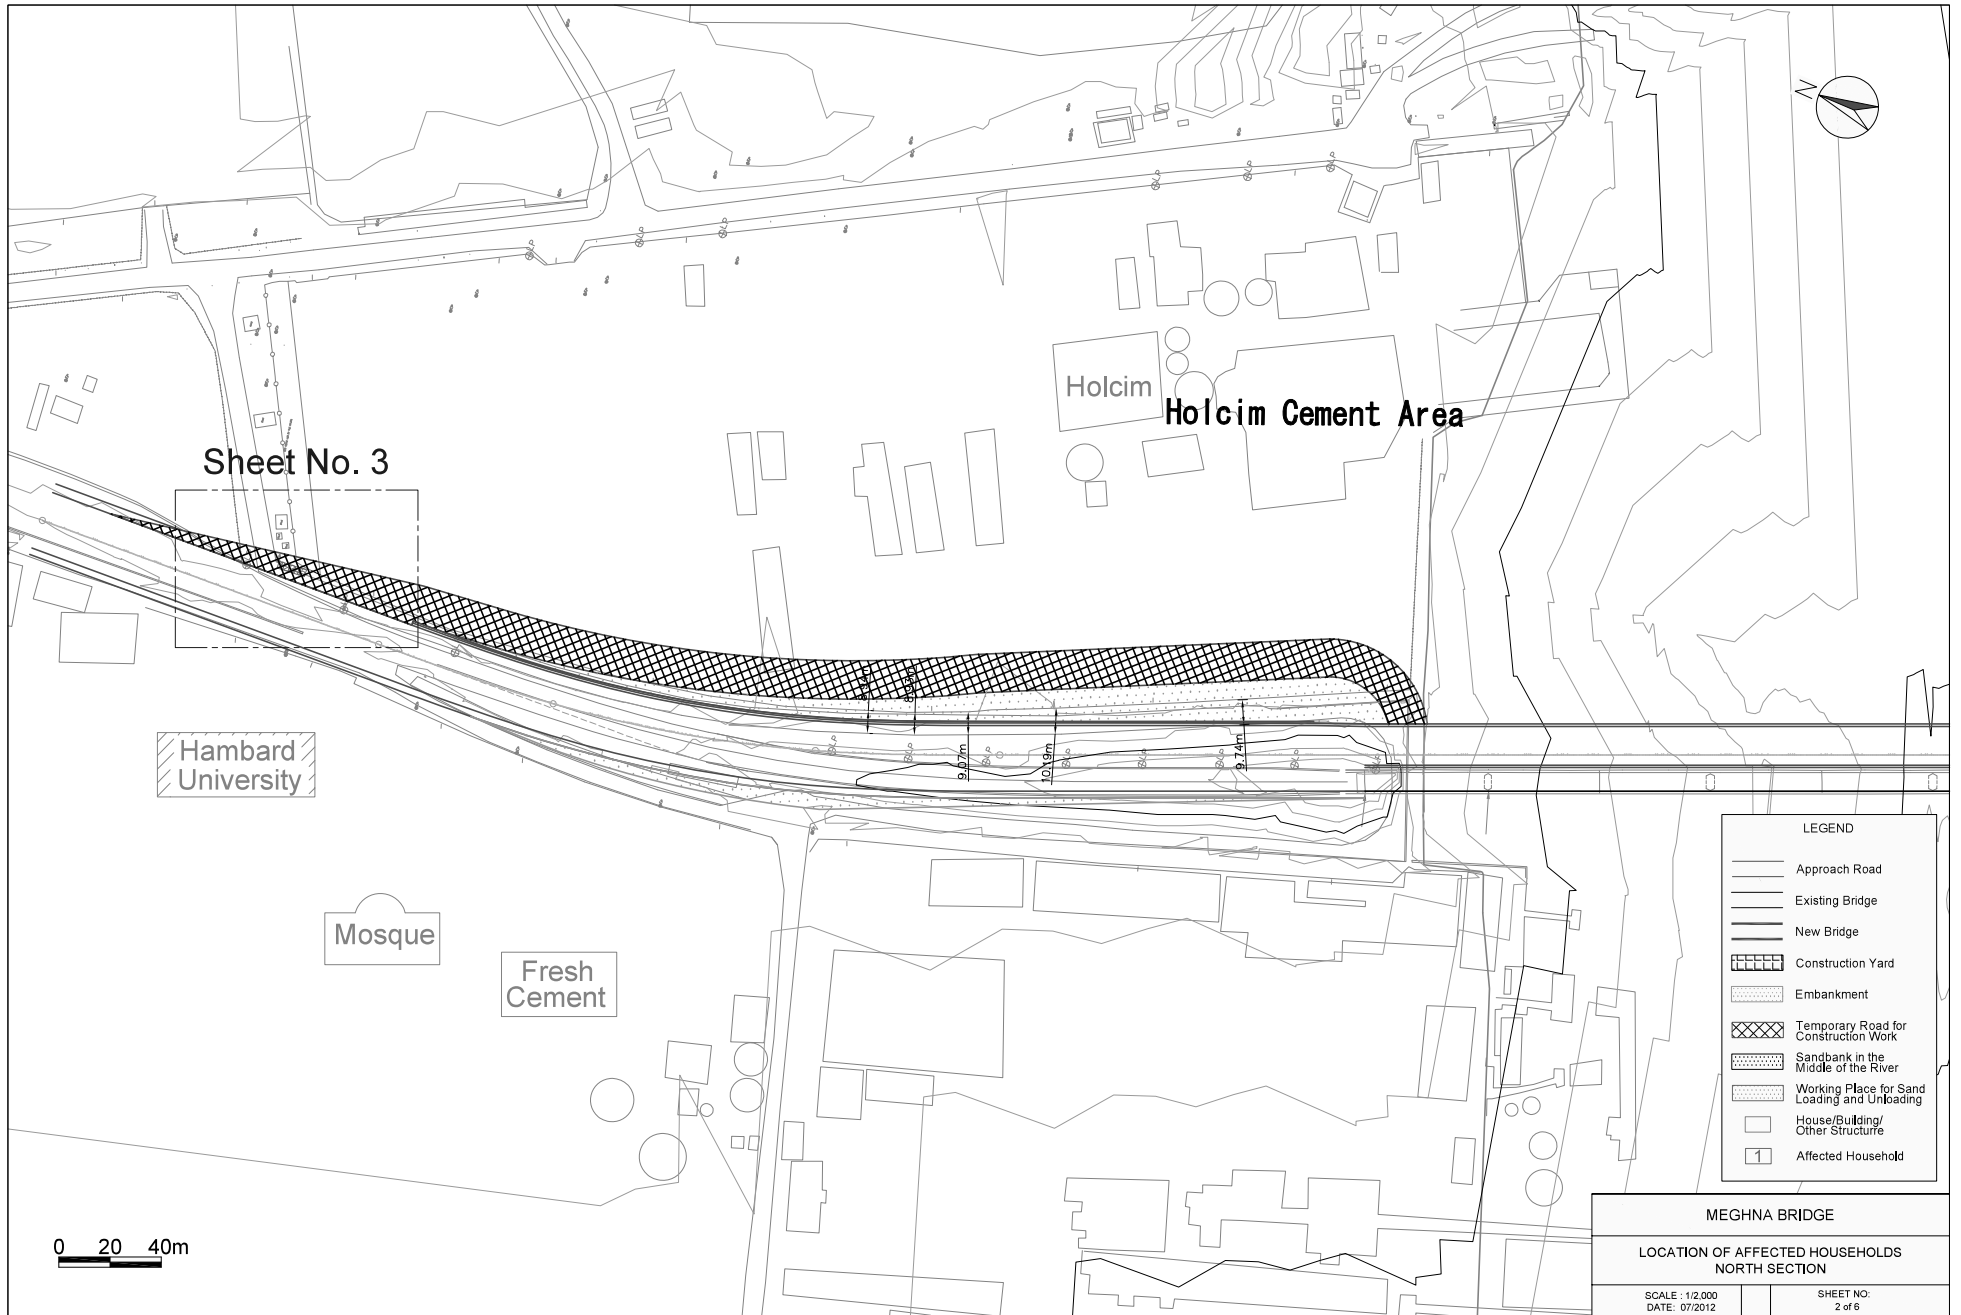 N
Holcim
Holcim Cement Area
Sheet No. 3
9.07m
10.19m
9.74m
Hambard
University
Mosque
Fresh
Cement
LEGEND
Approach Road
Existing Bridge
New Bridge
Construction Yard
Embankment
Temporary Road for
Construction Work
Sandbank in the
Middle of the River
Working Place for Sand
Loading and Unloading
House/Building/
Other Structure
1 Affected Household
0 20 40m
MEGHNA BRIDGE
LOCATION OF AFFECTED HOUSEHOLDS
NORTH SECTION
SCALE : 1/2,000
DATE: 07/2012
SHEET NO:
2 of 6